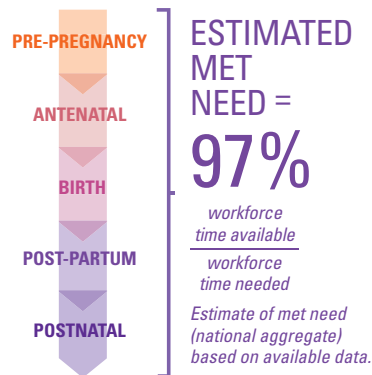 PRE-PREGNANCY
ANTENATAL
BIRTH
POST-PARTUM
POSTNATAL
ESTIMATED
MET
NEED =
97%
workforce
time available
workforce
time needed
Estimate of met need
(national aggregate)
based on available data.